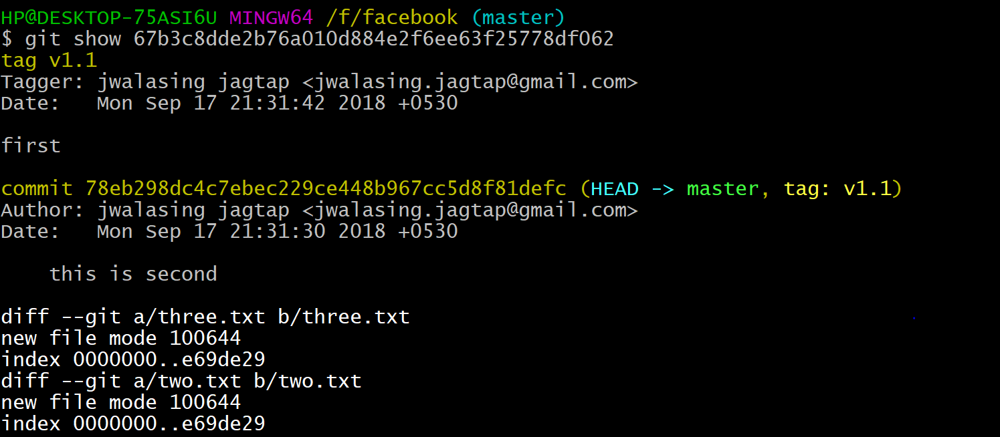 HP@DESKTOP-75ASI6U MINGW64 /f/facebook (master)
$ git show 67b3c8dde2b76a010d884e2f6ee63f25778df062
tag v1.1
Tagger: jwalasing jagtap <jwalasing.jagtap@gmail.com>
Date:   Mon Sep 17 21:31:42 2018 +0530
first
commit 78eb298dc4c7ebec229ce448b967cc5d8f81defc (HEAD -> master, tag: v1.1)
Author: jwalasing jagtap <jwalasing.jagtap@gmail.com>
Date:   Mon Sep 17 21:31:30 2018 +0530
    this is second
diff --git a/three.txt b/three.txt
new file mode 100644
index 0000000..e69de29
diff --git a/two.txt b/two.txt
new file mode 100644
index 0000000..e69de29